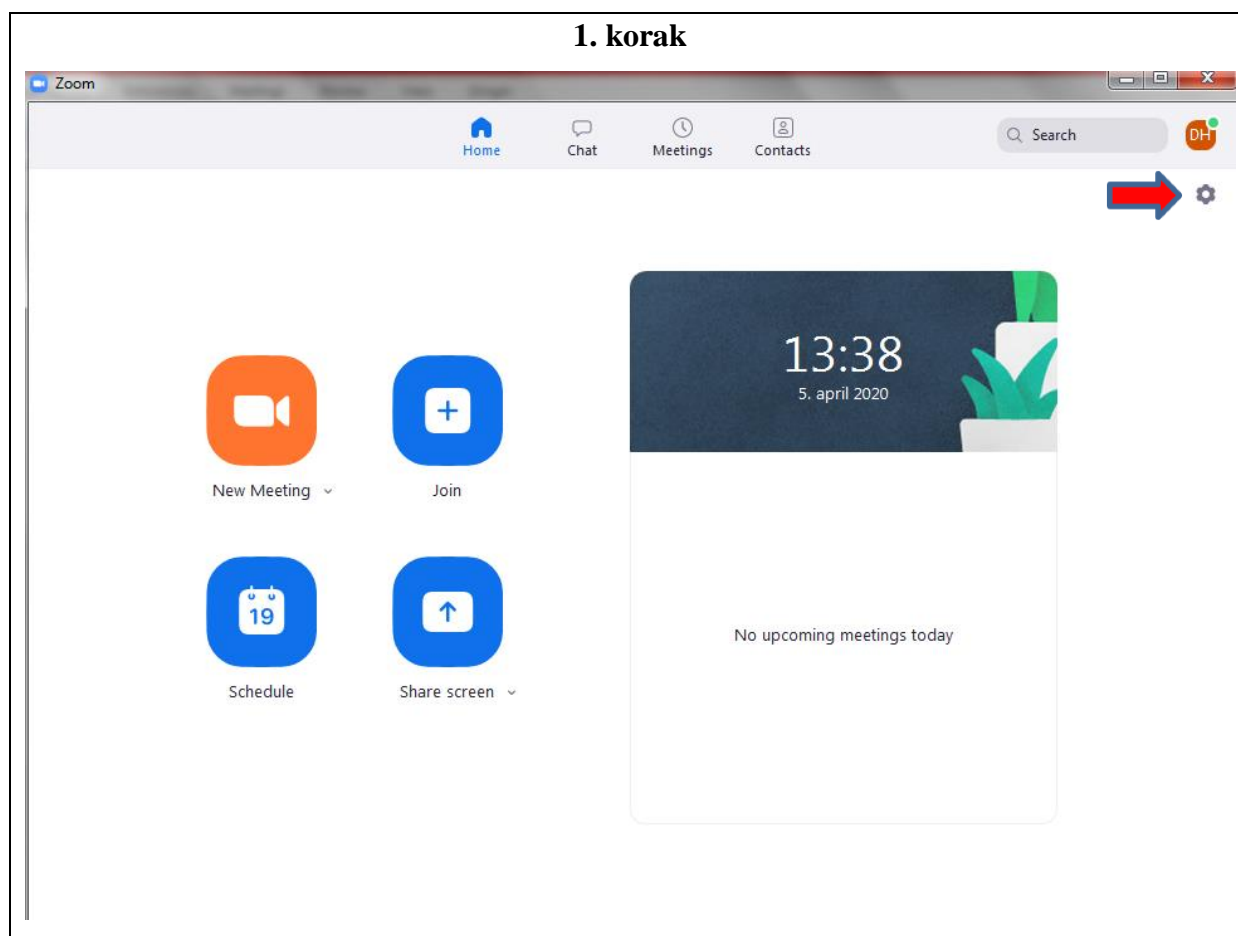 1. korak
Zoom
Home
Chat
Meetings
Contacts
Search
DH
13:38
5. april 2020
New Meeting
Join
19
Schedule
Share screen
No upcoming meetings today